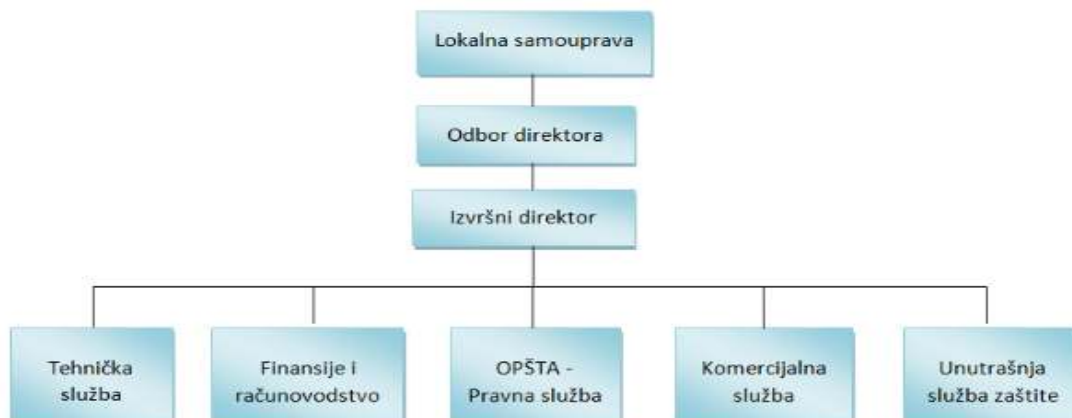 Lokalna samouprava
Odbor direktora
Izvršni direktor
Tehnička
služba
Finansije i
računovodstvo
OPŠTA -
Pravna služba
Komercijalna
služba
Unutrašnja
služba zaštite